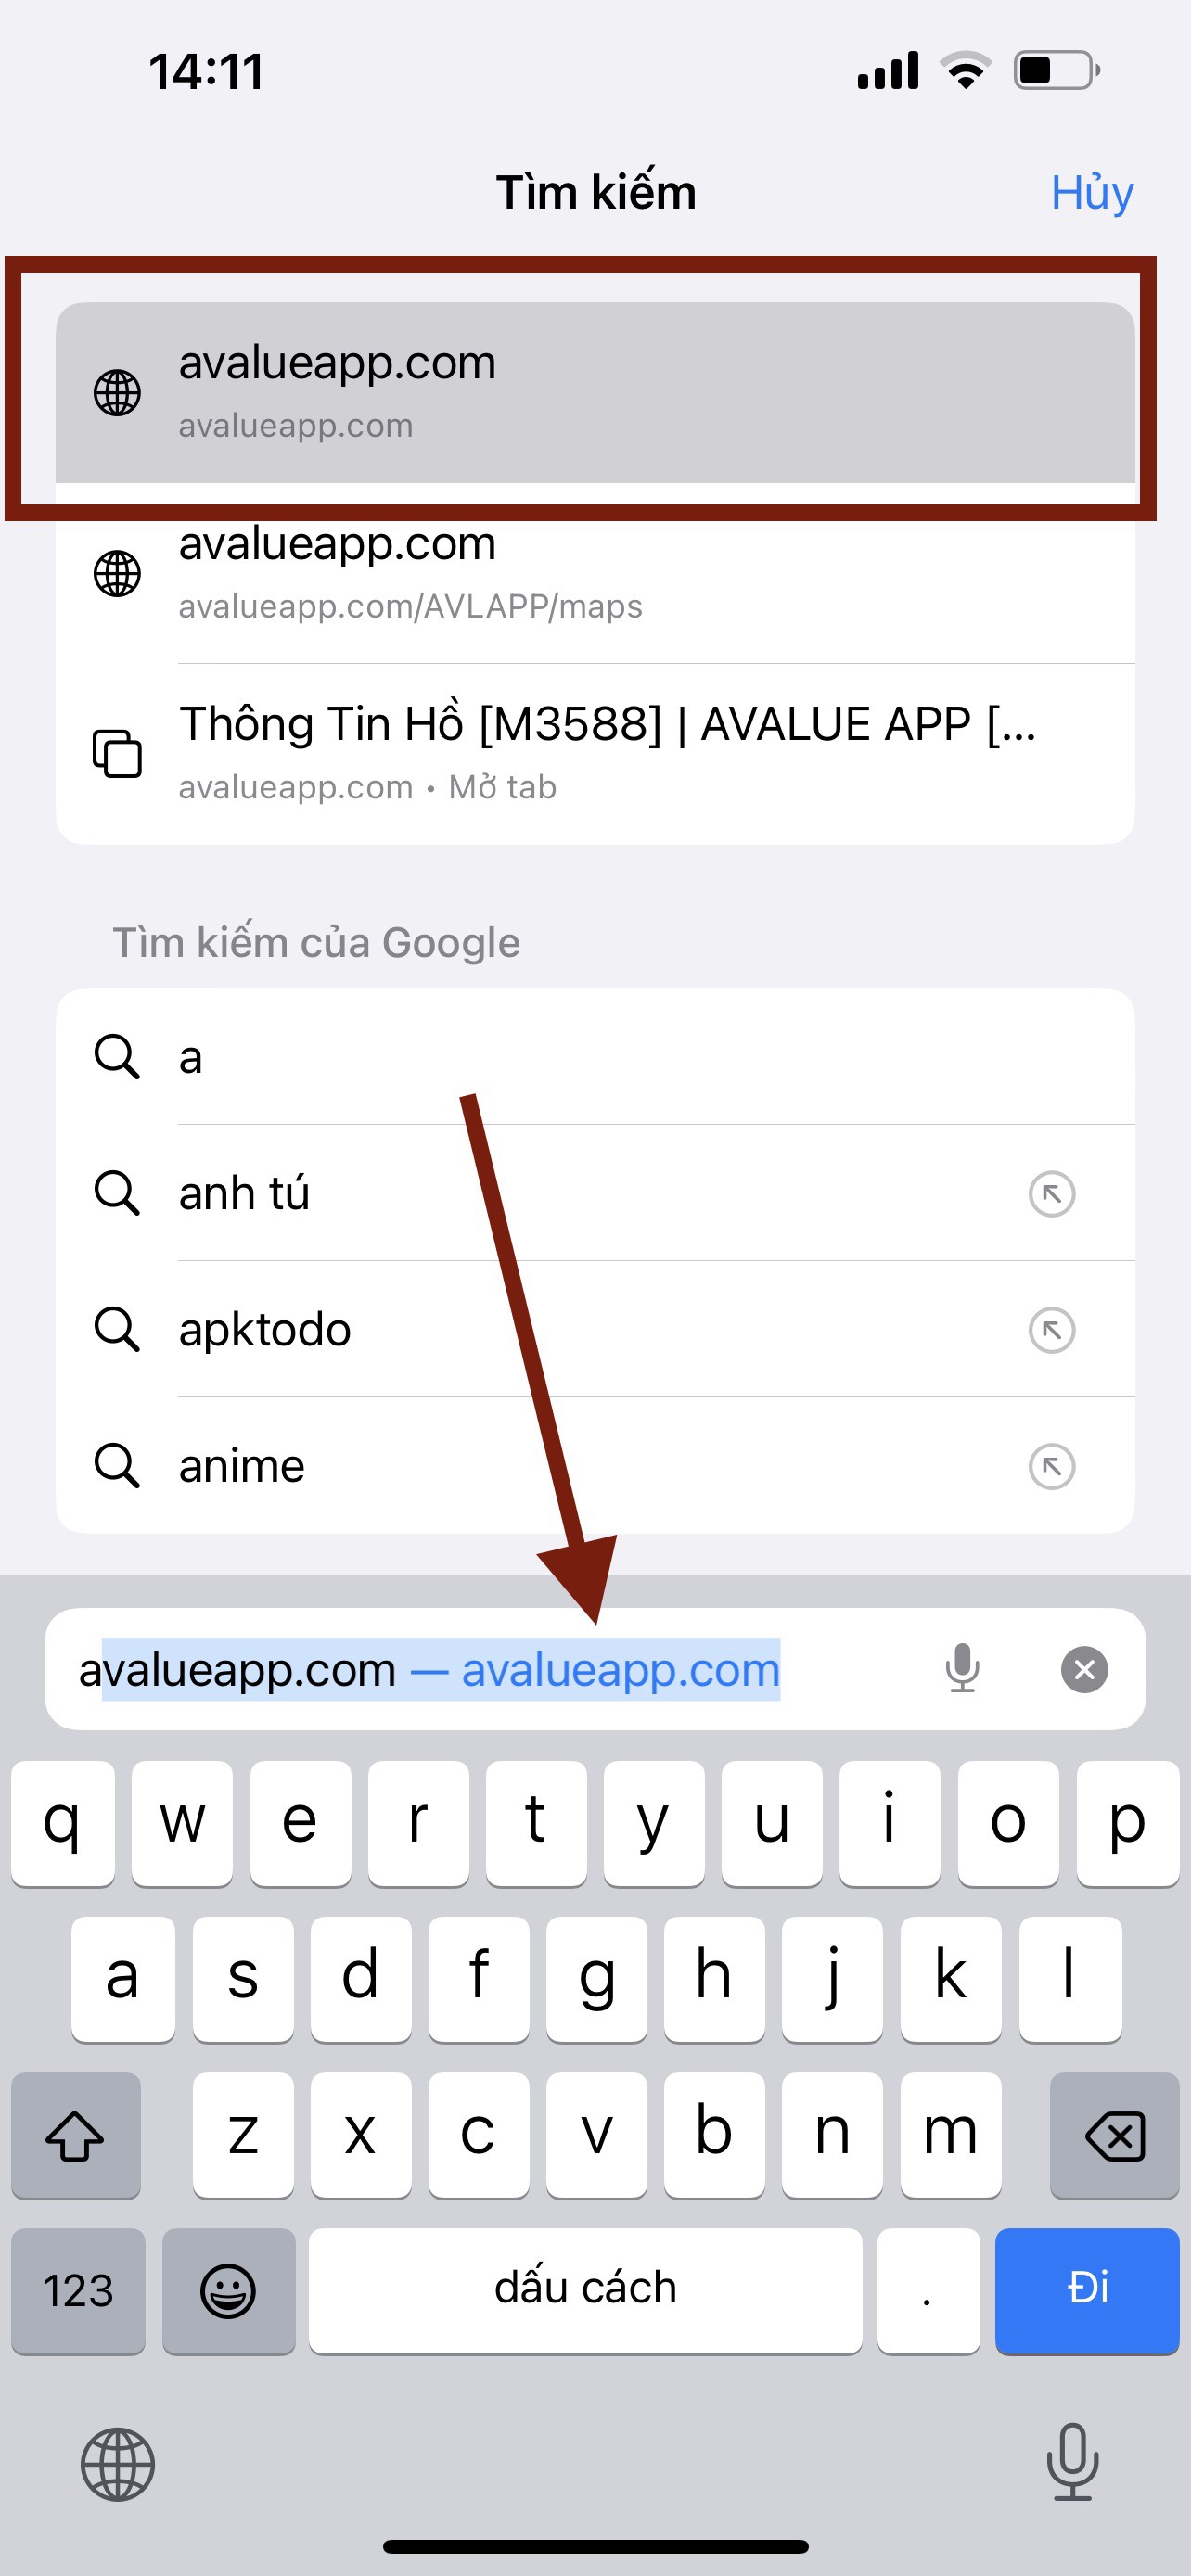 14:11
Tìm kiếm
Hủy
avalueapp.com
avalueapp.com
avalueapp.com
avalueapp.com/AVLAPP/maps
Thông Tin Hồ [M3588] | AVALUE APP [...
avalueapp.com • Mở tab
Tìm kiếm của Google
a
anh tú
apktodo
anime
avalueapp.com — avalueapp.com
q w e r t y u i o p
a s d f g h j k l
z x c v b n m
123 dấu cách . Đi